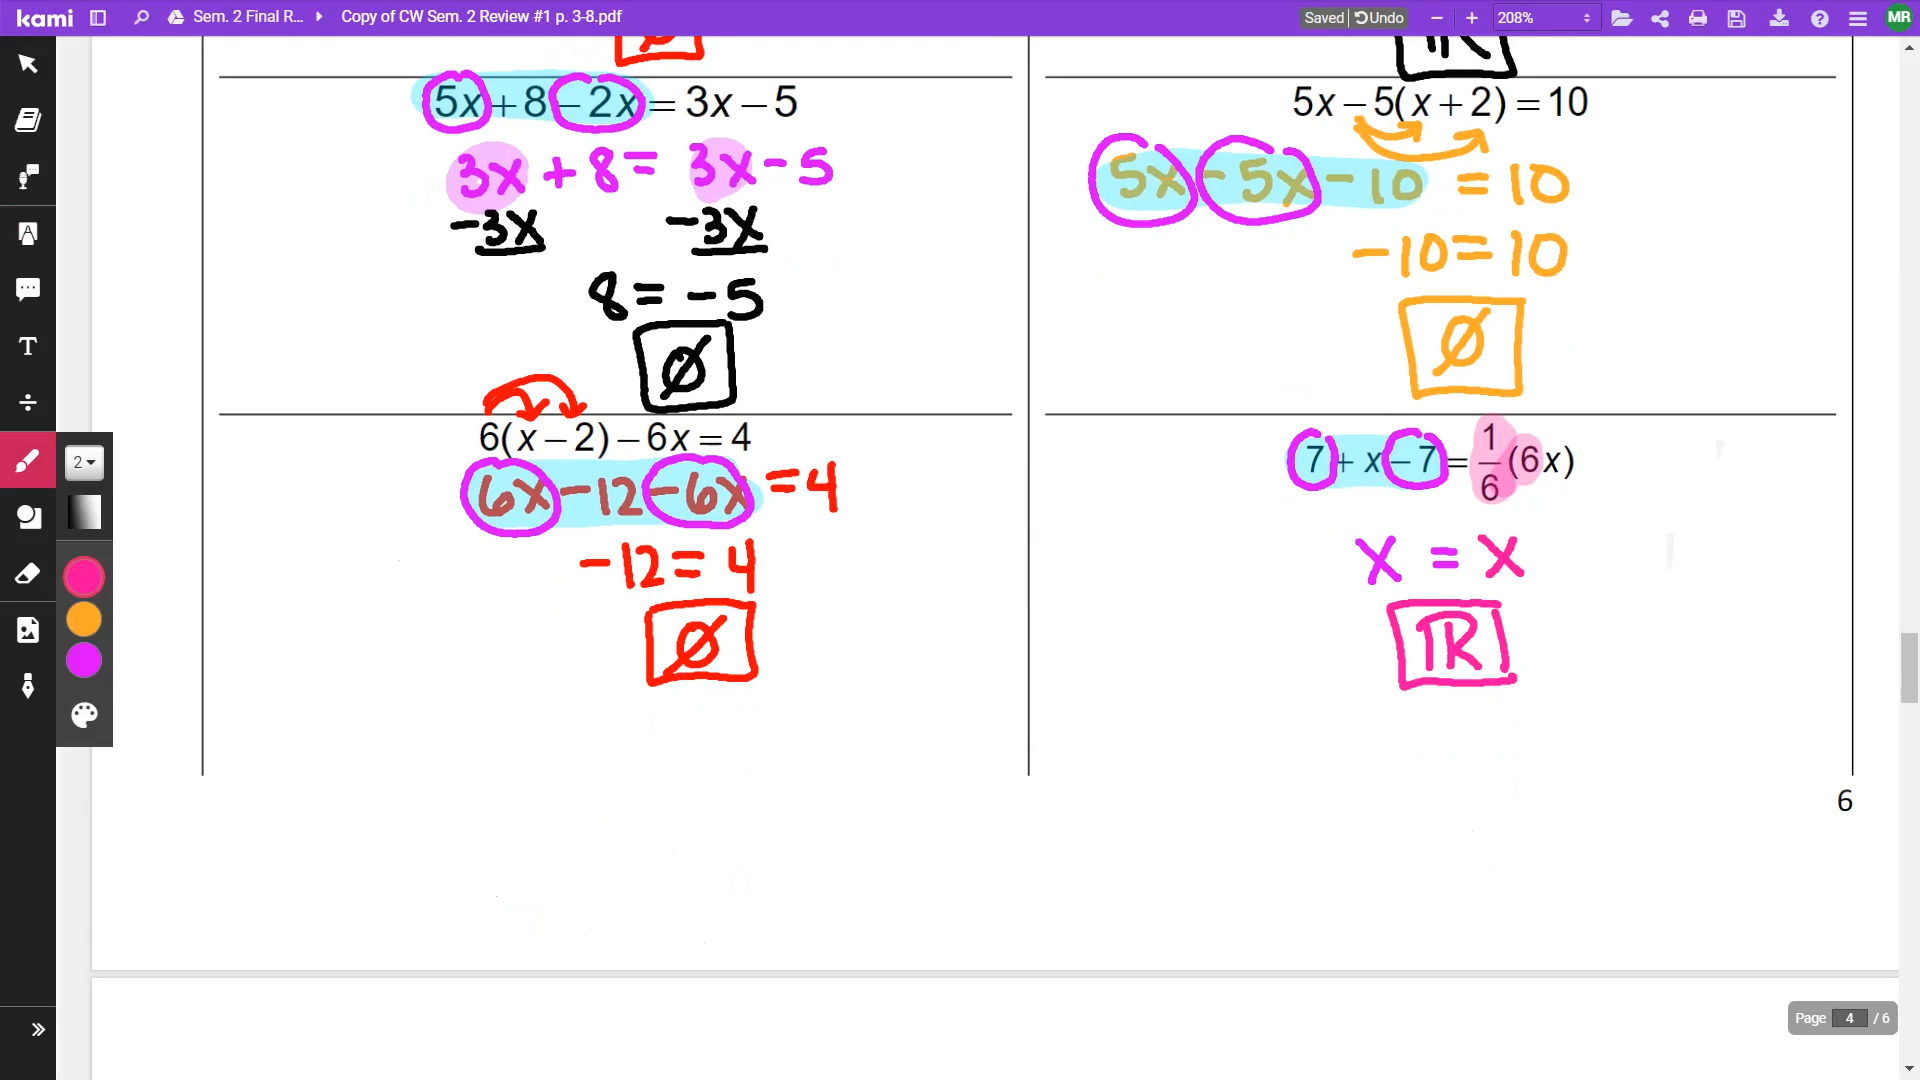 kami Sem. 2 Final R... Copy of CW Sem. 2 Review #1 p. 3-8.pdf Saved Undo 208% MR
ℝ
5x + 8 − 2x = 3x − 5
3x + 8 = 3x − 5
−3x −3x
8 = −5
∅
5x − 5(x + 2) = 10
5x − 5x − 10 = 10
−10 = 10
∅
6(x − 2) − 6x = 4
6x − 12 − 6x = 4
−12 = 4
∅
7 + x − 7 = 1/6 (6x)
x = x
ℝ
2
T
6
Page 4 / 6